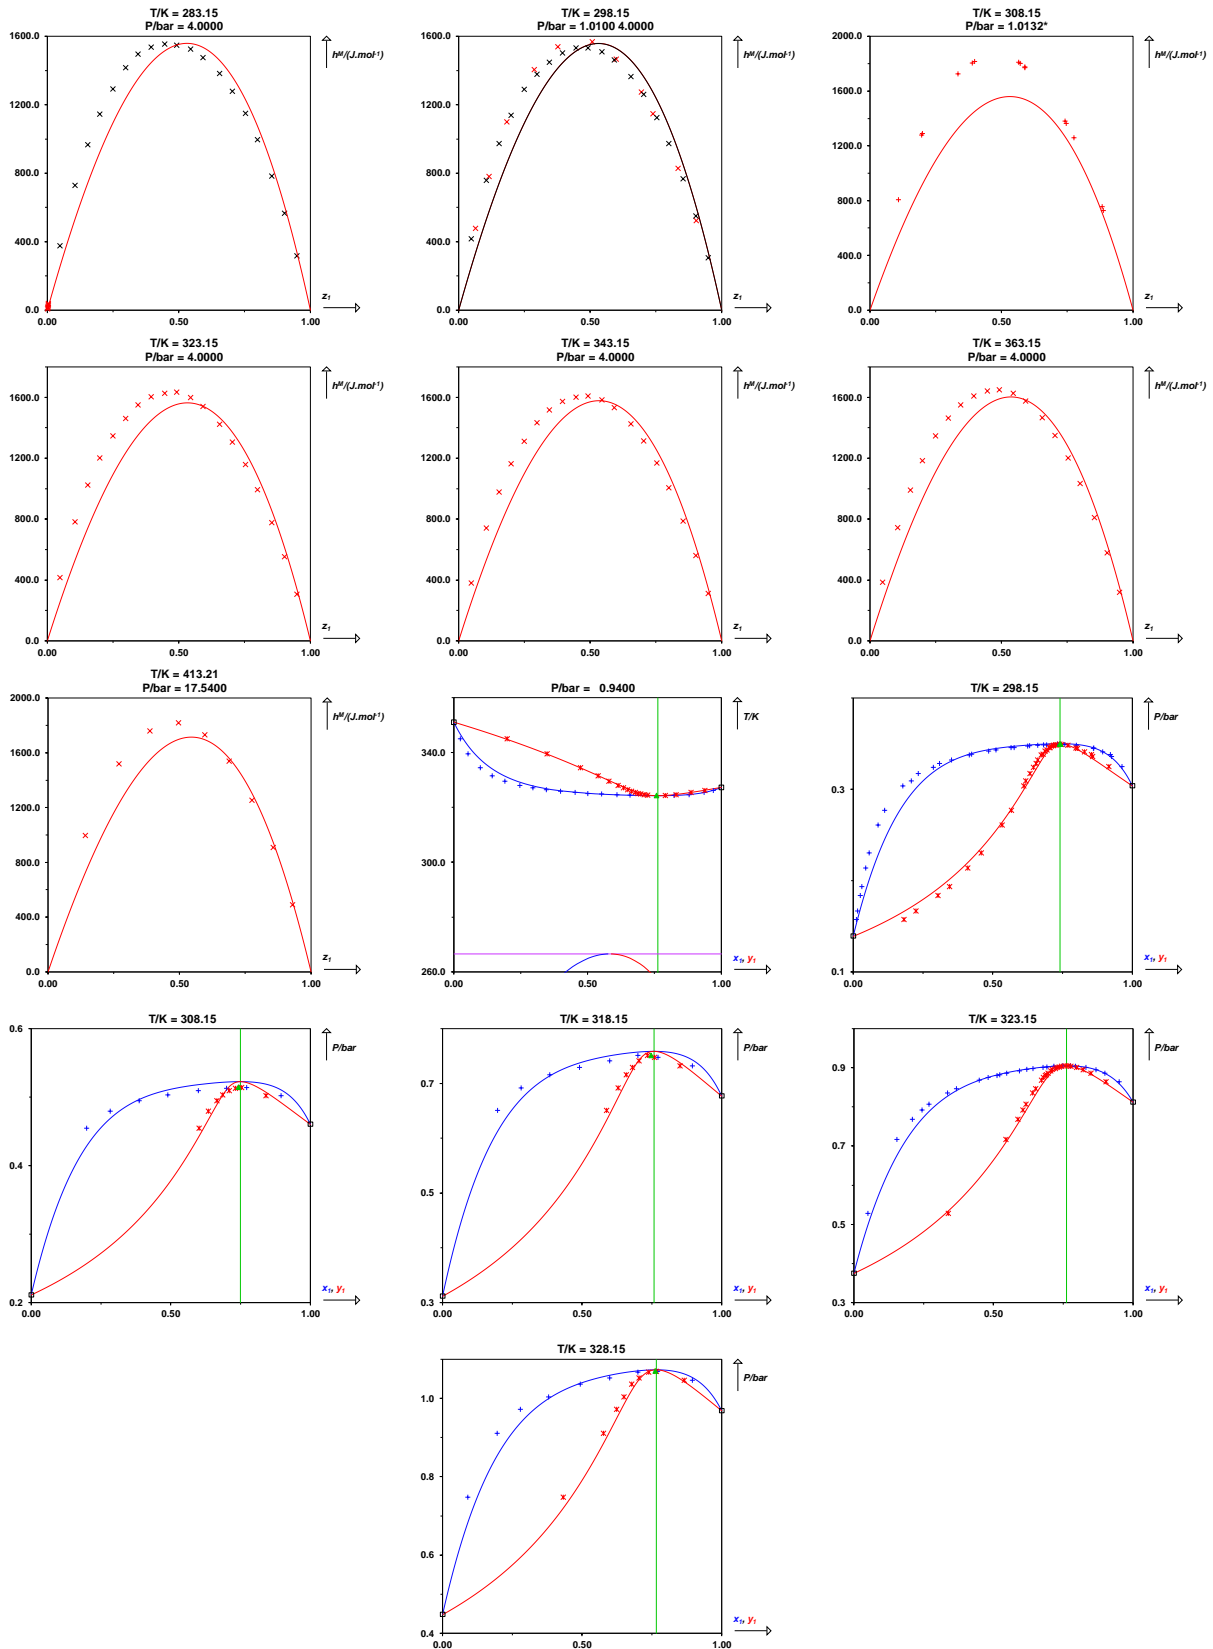 T/K = 283.15
P/bar = 4.0000
1600.0
1200.0
800.0
400.0
0.0
0.00
0.50
1.00
hᴹ/(J.mol-1)
z1
T/K = 298.15
P/bar = 1.0100 4.0000
1600.0
1200.0
800.0
400.0
0.0
0.00
0.50
1.00
hᴹ/(J.mol-1)
z1
T/K = 308.15
P/bar = 1.0132*
2000.0
1600.0
1200.0
800.0
400.0
0.0
0.00
0.50
1.00
hᴹ/(J.mol-1)
z1
T/K = 323.15
P/bar = 4.0000
1600.0
1200.0
800.0
400.0
0.0
0.00
0.50
1.00
hᴹ/(J.mol-1)
z1
T/K = 343.15
P/bar = 4.0000
1600.0
1200.0
800.0
400.0
0.0
0.00
0.50
1.00
hᴹ/(J.mol-1)
z1
T/K = 363.15
P/bar = 4.0000
1600.0
1200.0
800.0
400.0
0.0
0.00
0.50
1.00
hᴹ/(J.mol-1)
z1
T/K = 413.21
P/bar = 17.5400
2000.0
1600.0
1200.0
800.0
400.0
0.0
0.00
0.50
1.00
hᴹ/(J.mol-1)
z1
P/bar = 0.9400
340.0
300.0
260.0
0.00
0.50
1.00
T/K
x1, y1
T/K = 298.15
0.3
0.1
0.00
0.50
1.00
P/bar
x1, y1
T/K = 308.15
0.6
0.4
0.2
0.00
0.50
1.00
P/bar
x1, y1
T/K = 318.15
0.7
0.5
0.3
0.00
0.50
1.00
P/bar
x1, y1
T/K = 323.15
0.9
0.7
0.5
0.3
0.00
0.50
1.00
P/bar
x1, y1
T/K = 328.15
1.0
0.8
0.6
0.4
0.00
0.50
1.00
P/bar
x1, y1